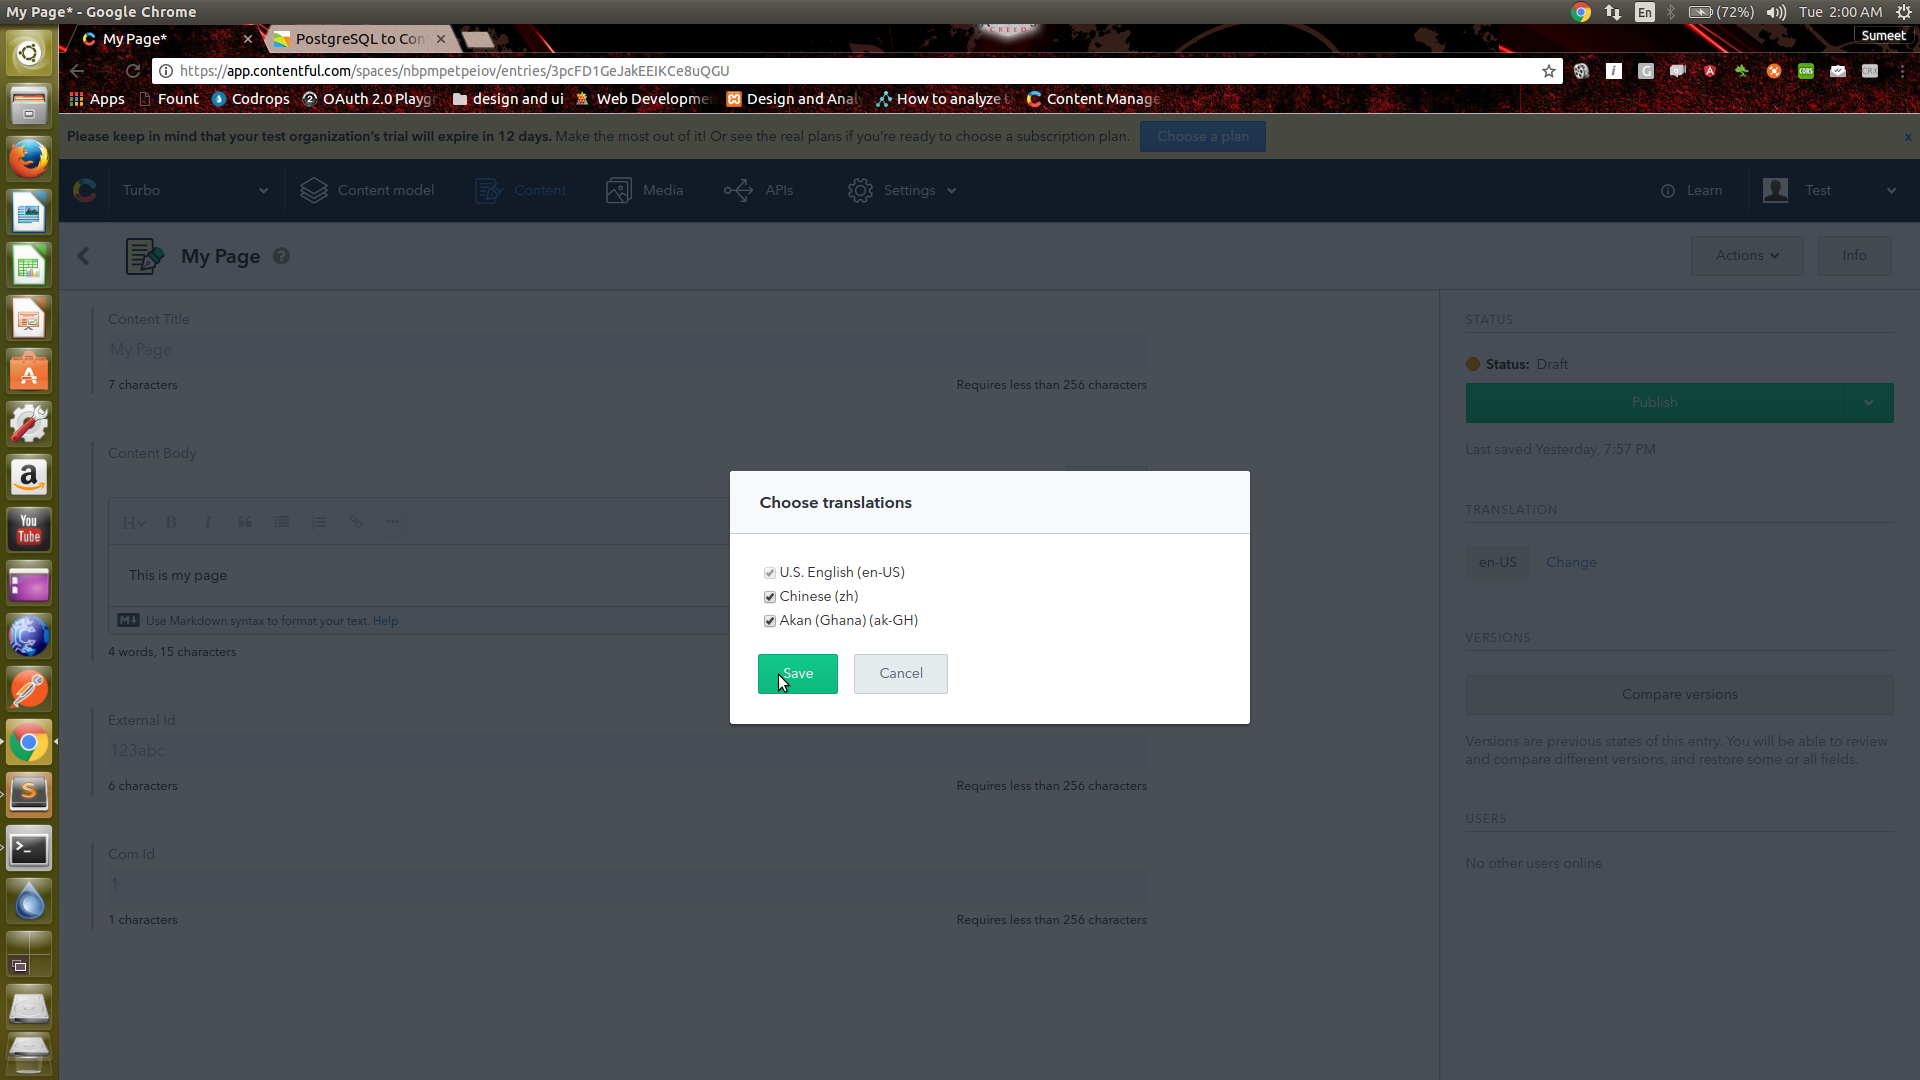 My Page* - Google Chrome
En
(72%)
Tue 2:00 AM
My Page*
PostgreSQL to Con
CREED
Sumeet
https://app.contentful.com/spaces/nbpmpetpeiov/entries/3pcFD1GeJakEEIKCe8uQGU
Apps
Fount
Codrops
OAuth 2.0 Playg
design and ui
Web Developme
Design and Anal
How to analyze
Content Manage
Please keep in mind that your test organization's trial will expire in 12 days. Make the most out of it! Or see the real plans if you're ready to choose a subscription plan.
Choose a plan
x
Turbo
Content model
Content
Media
APIs
Settings
Learn
Test
My Page ?
Actions
Info
Content Title
My Page
7 characters
Requires less than 256 characters
Content Body
H B I
This is my page
M Use Markdown syntax to format your text. Help
4 words, 15 characters
External Id
123abc
6 characters
Requires less than 256 characters
Com Id
1
1 characters
Requires less than 256 characters
Choose translations
U.S. English (en-US)
Chinese (zh)
Akan (Ghana) (ak-GH)
Save
Cancel
STATUS
Status: Draft
Publish
Last saved Yesterday, 7:57 PM
TRANSLATION
en-US
Change
VERSIONS
Compare versions
Versions are previous states of this entry. You will be able to review
and compare different versions, and restore some or all fields.
USERS
No other users online
You
Tube